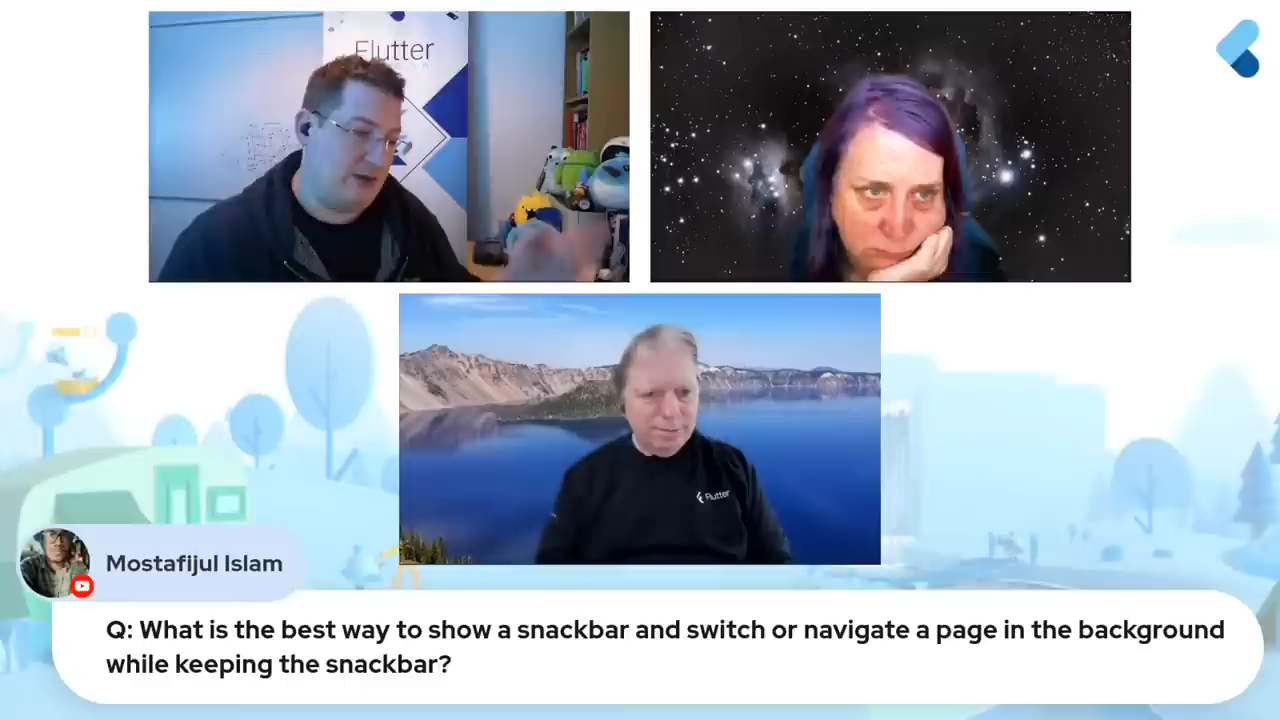 Flutter
Flutter
Mostafijul Islam
Q: What is the best way to show a snackbar and switch or navigate a page in the background
while keeping the snackbar?